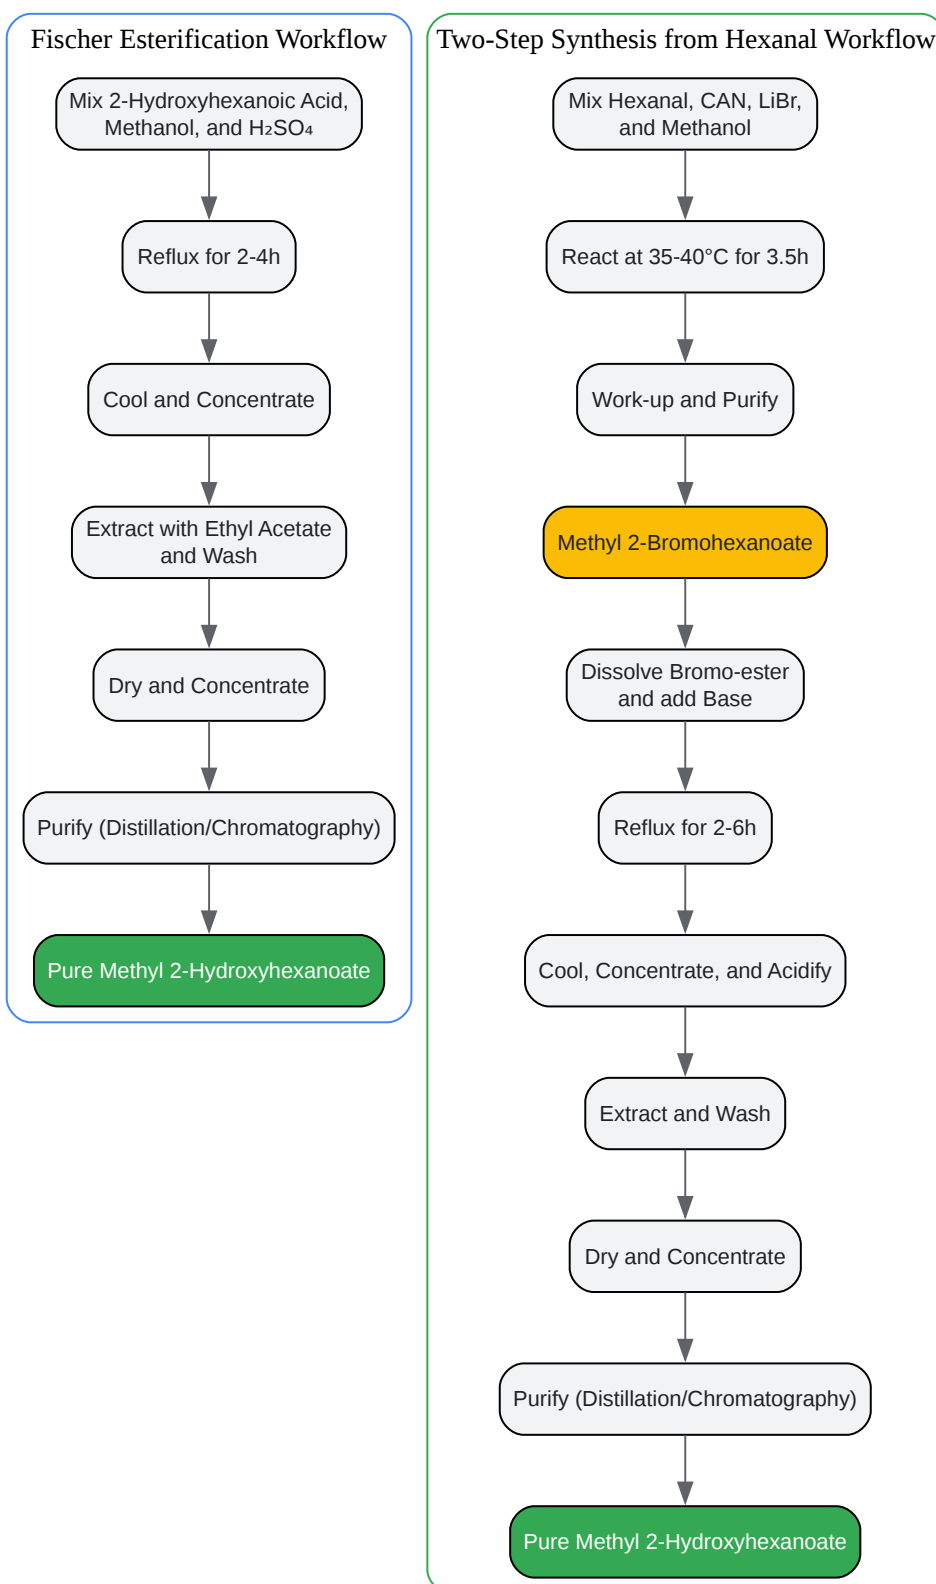 Fischer Esterification Workflow
Mix 2-Hydroxyhexanoic Acid,
Methanol, and H₂SO₄
Reflux for 2-4h
Cool and Concentrate
Extract with Ethyl Acetate
and Wash
Dry and Concentrate
Purify (Distillation/Chromatography)
Pure Methyl 2-Hydroxyhexanoate
Two-Step Synthesis from Hexanal Workflow
Mix Hexanal, CAN, LiBr,
and Methanol
React at 35-40°C for 3.5h
Work-up and Purify
Methyl 2-Bromohexanoate
Dissolve Bromo-ester
and add Base
Reflux for 2-6h
Cool, Concentrate, and Acidify
Extract and Wash
Dry and Concentrate
Purify (Distillation/Chromatography)
Pure Methyl 2-Hydroxyhexanoate